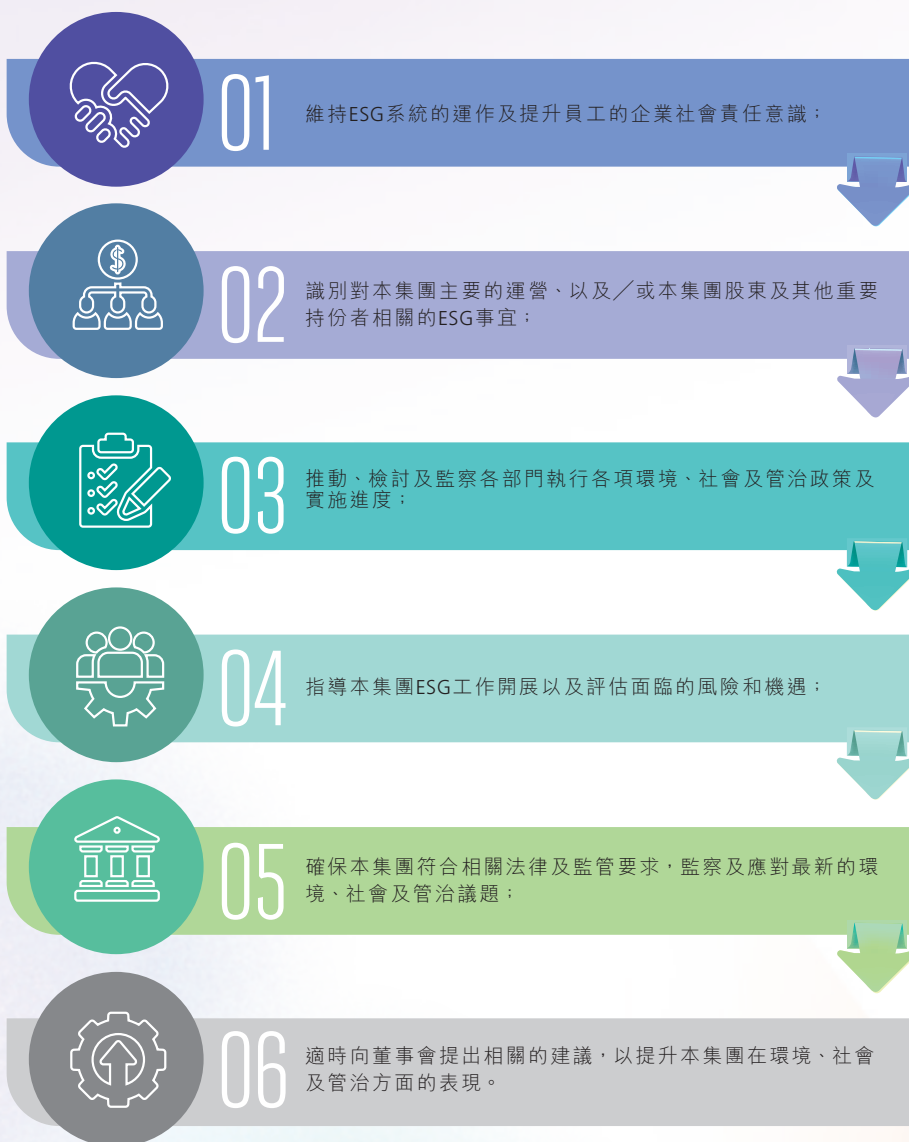 01
維持ESG系統的運作及提升員工的企業社會責任意識；
$
02
識別對本集團主要的運營、以及／或本集團股東及其他重要
持份者相關的ESG事宜；
03
推動、檢討及監察各部門執行各項環境、社會及管治政策及
實施進度；
04
指導本集團ESG工作開展以及評估面臨的風險和機遇；
05
確保本集團符合相關法律及監管要求，監察及應對最新的環
境、社會及管治議題；
06
適時向董事會提出相關的建議，以提升本集團在環境、社會
及管治方面的表現。